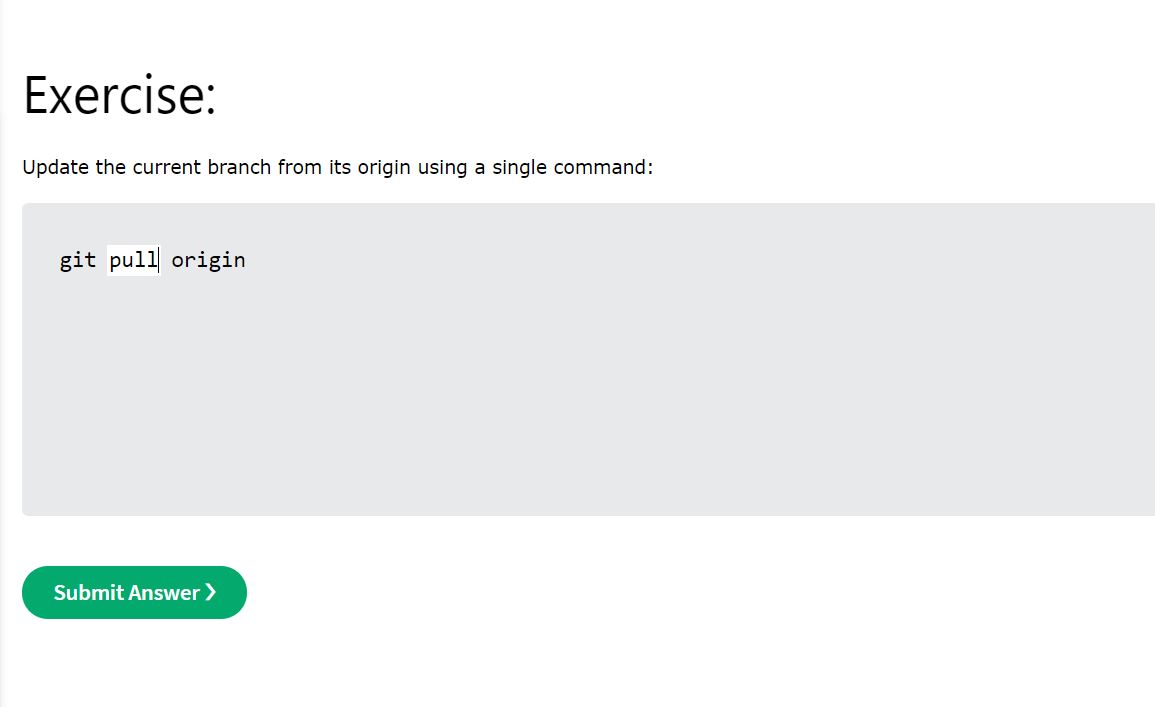 Exercise:
Update the current branch from its origin using a single command:
git pull origin
Submit Answer ❯